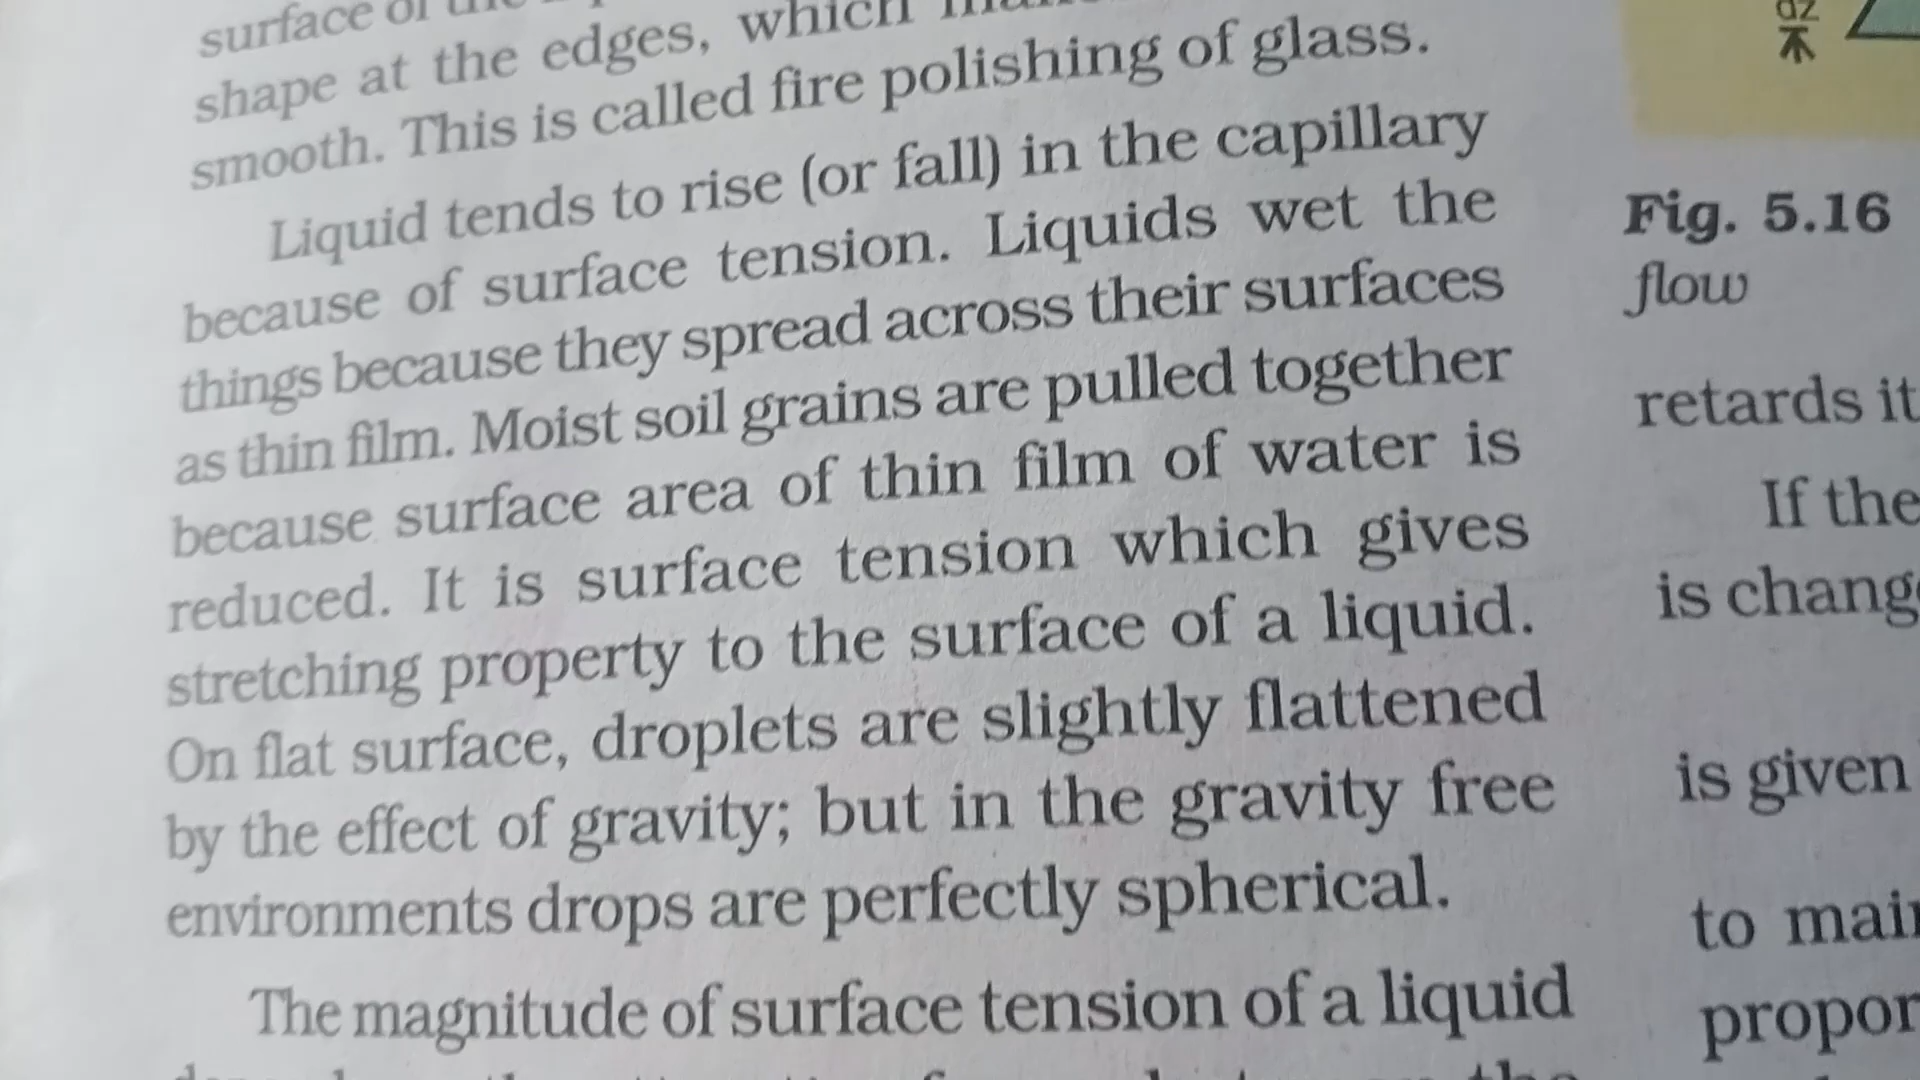 surface of
shape at the edges, which
smooth. This is called fire polishing of glass.
Liquid tends to rise (or fall) in the capillary
because of surface tension. Liquids wet the
things because they spread across their surfaces
as thin film. Moist soil grains are pulled together
because surface area of thin film of water is
reduced. It is surface tension which gives
stretching property to the surface of a liquid.
On flat surface, droplets are slightly flattened
by the effect of gravity; but in the gravity free
environments drops are perfectly spherical.
The magnitude of surface tension of a liquid
dz
Fig. 5.16
flow
retards it
If the
is chang
is given
to main
propor